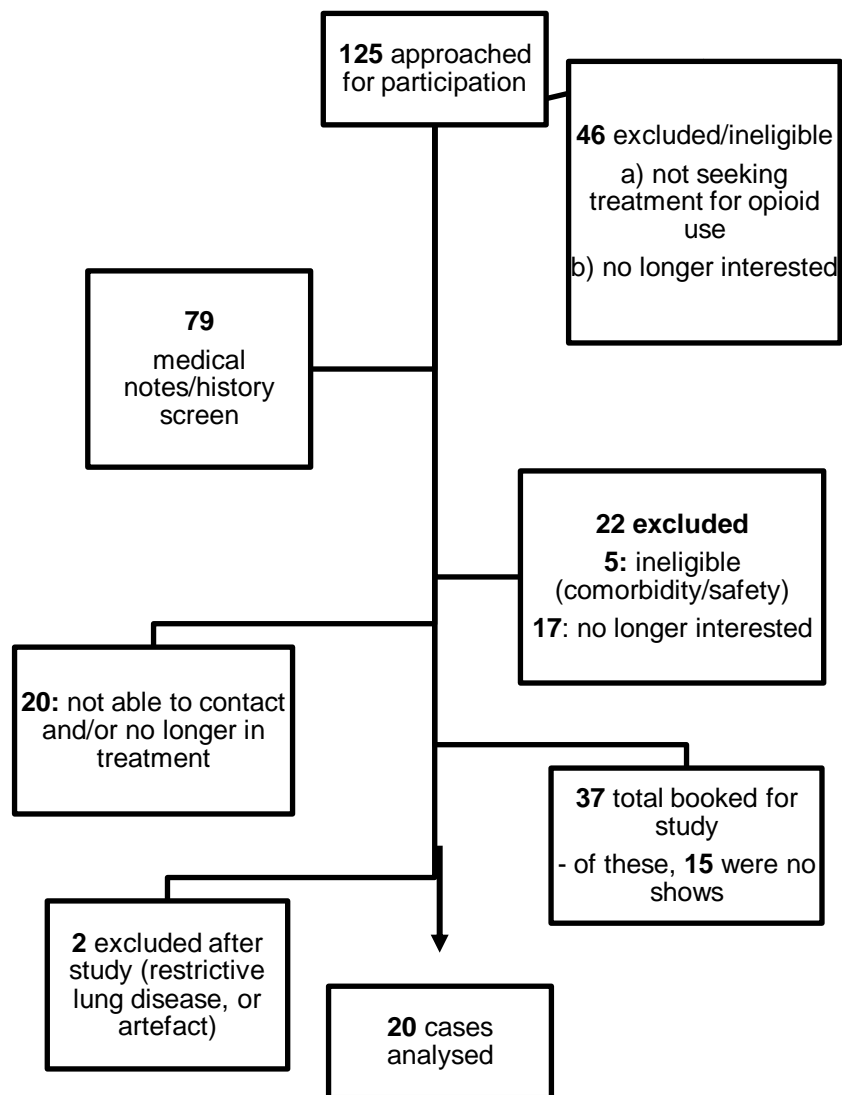 125 approached
for participation
46 excluded/ineligible
a) not seeking
treatment for opioid
use
b) no longer interested
79
medical
notes/history
screen
22 excluded
5: ineligible
(comorbidity/safety)
17: no longer interested
20: not able to contact
and/or no longer in
treatment
37 total booked for
study
- of these, 15 were no
shows
2 excluded after
study (restrictive
lung disease, or
artefact)
20 cases
analysed